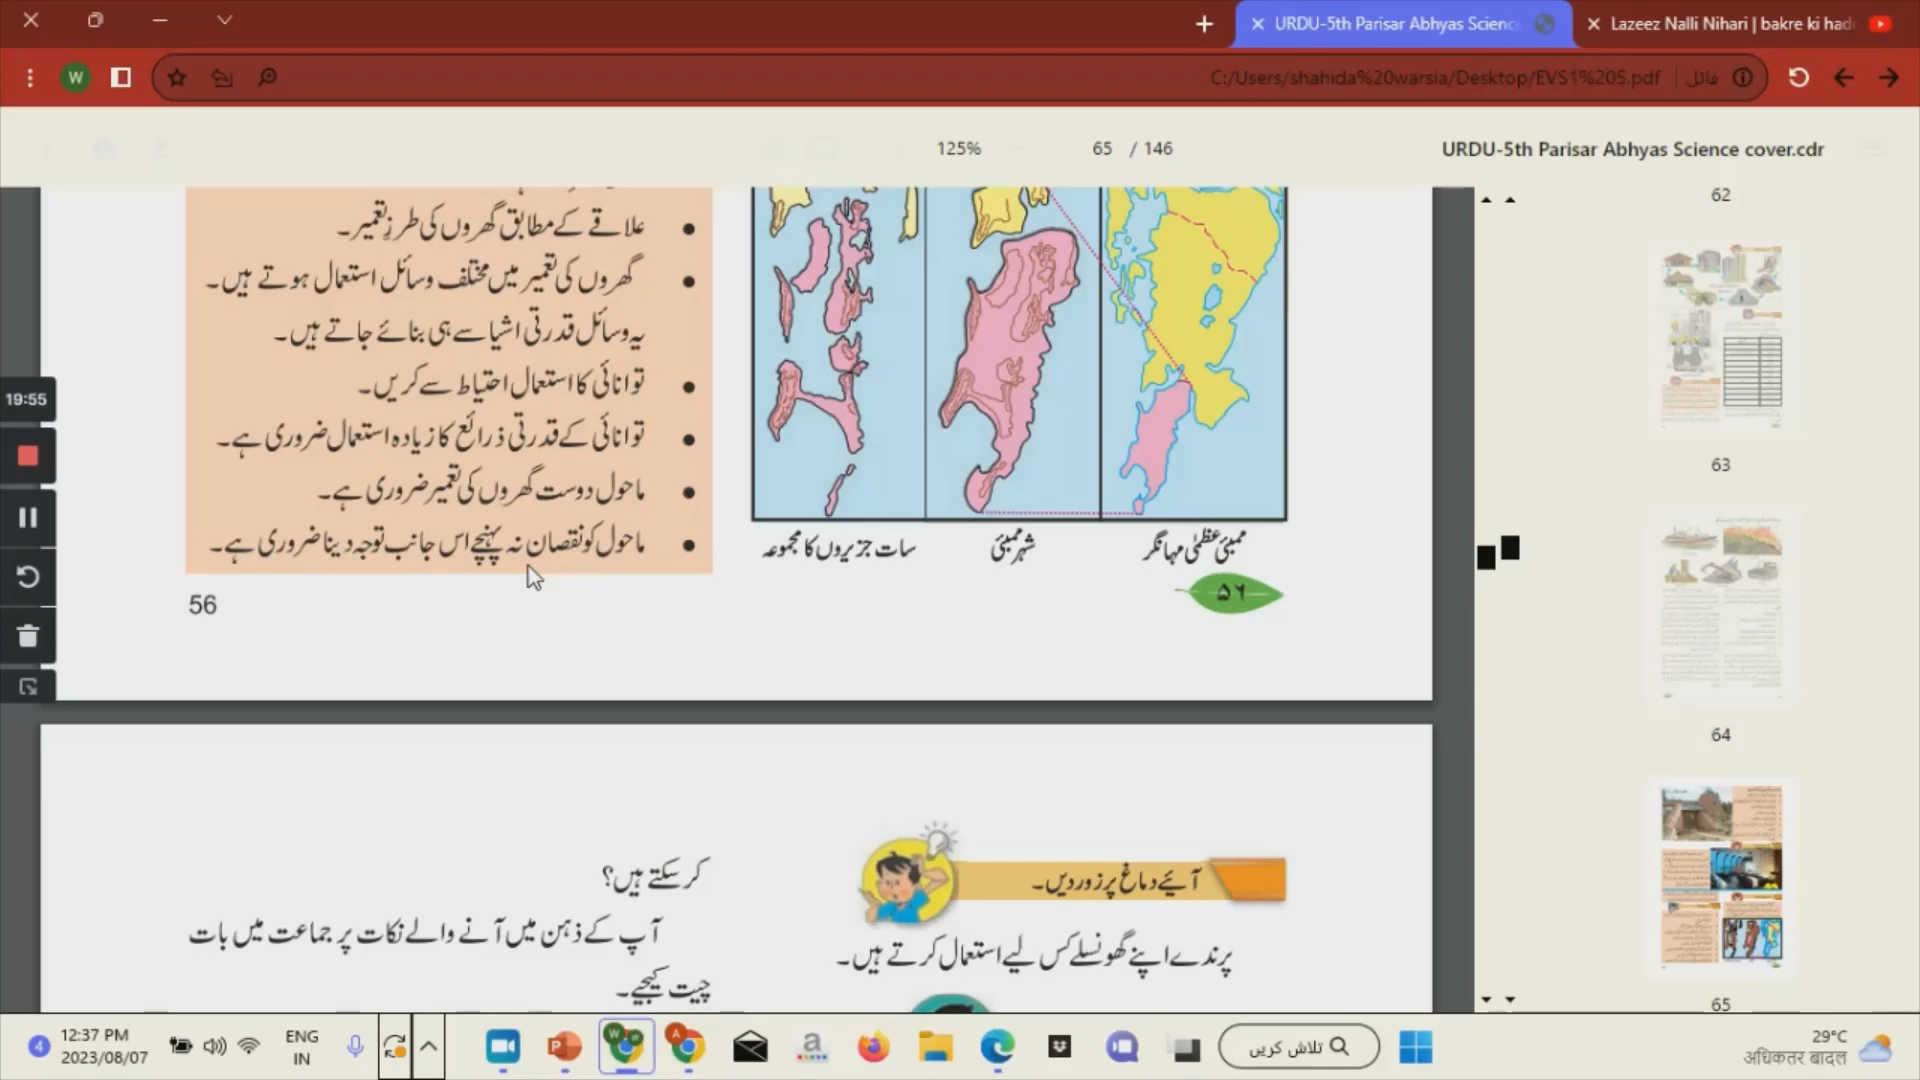 URDU-5th Parisar Abhyas Scienc
Lazeez Nalli Nihari | bakre ki had
W
C:/Users/shahida%20warsia/Desktop/EVS1%205.pdf
فائل
125%
65 / 146
URDU-5th Parisar Abhyas Science cover.cdr
علاقے کے مطابق گھروں کی طرزِ تعمیر۔
گھروں کی تعمیر میں مختلف وسائل استعمال ہوتے ہیں۔
یہ وسائل قدرتی اشیا سے ہی بنائے جاتے ہیں۔
توانائی کا استعمال احتیاط سے کریں۔
توانائی کے قدرتی ذرائع کا زیادہ استعمال ضروری ہے۔
ماحول دوست گھروں کی تعمیر ضروری ہے۔
ماحول کو نقصان نہ پہنچے اس جانب توجہ دینا ضروری ہے۔
56
ممبئی عظمیٰ مہانگر
شہر ممبئی
سات جزیروں کا مجموعہ
۵۶
آئیے دماغ پر زور دیں۔
پرندے اپنے گھونسلے کس لیے استعمال کرتے ہیں۔
کر سکتے ہیں؟
آپ کے ذہن میں آنے والے نکات پر جماعت میں بات
چیت کیجیے۔
62
63
64
65
19:55
4
12:37 PM
2023/08/07
ENG
IN
تلاش کریں
29°C
अधिकतर बादल